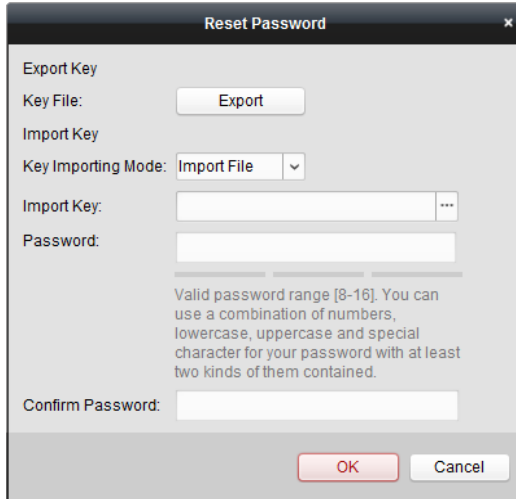 Reset Password ×
Export Key
Key File: Export
Import Key
Key Importing Mode: Import File
Import Key: ...
Password:
Valid password range [8-16]. You can
use a combination of numbers,
lowercase, uppercase and special
character for your password with at least
two kinds of them contained.
Confirm Password:
OK Cancel